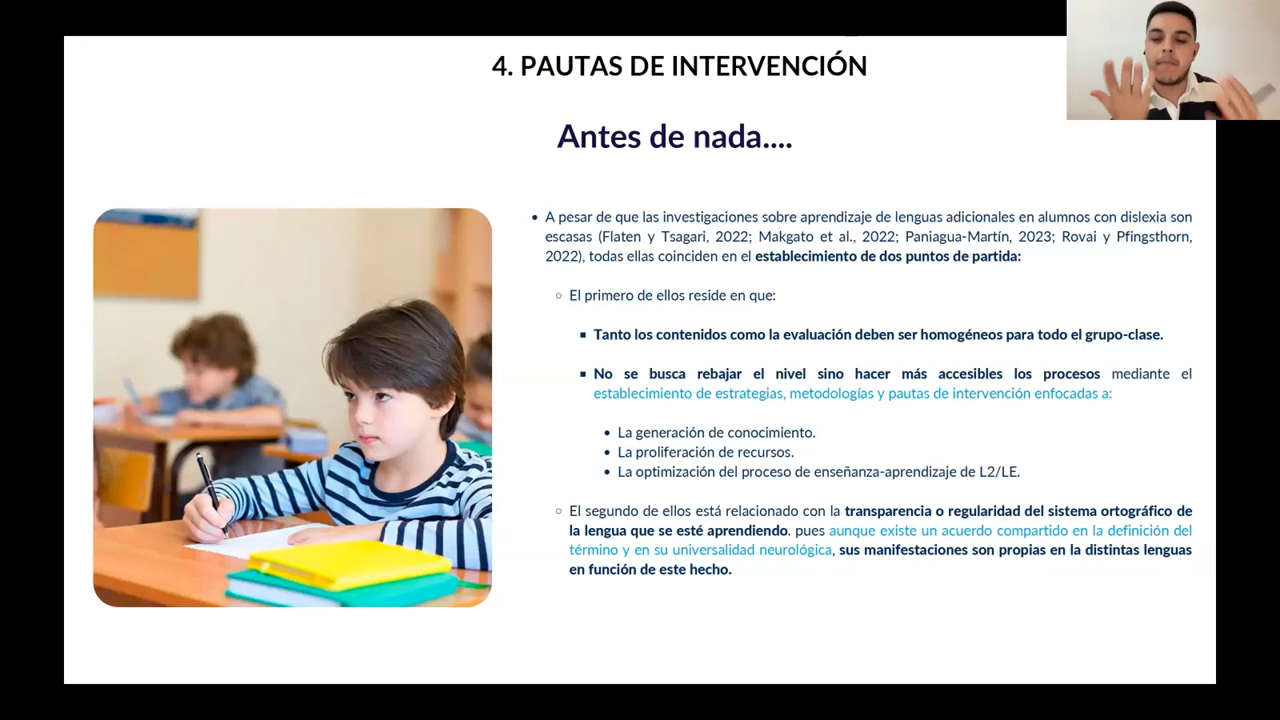 4. PAUTAS DE INTERVENCIÓN
Antes de nada....
• A pesar de que las investigaciones sobre aprendizaje de lenguas adicionales en alumnos con dislexia son
escasas (Flaten y Tsagari, 2022; Makgato et al., 2022; Paniagua-Martín, 2023; Rovai y Pfingsthorn,
2022), todas ellas coinciden en el establecimiento de dos puntos de partida:
○ El primero de ellos reside en que:
▪ Tanto los contenidos como la evaluación deben ser homogéneos para todo el grupo-clase.
▪ No se busca rebajar el nivel sino hacer más accesibles los procesos mediante el
establecimiento de estrategias, metodologías y pautas de intervención enfocadas a:
• La generación de conocimiento.
• La proliferación de recursos.
• La optimización del proceso de enseñanza-aprendizaje de L2/LE.
○ El segundo de ellos está relacionado con la transparencia o regularidad del sistema ortográfico de
la lengua que se esté aprendiendo. pues aunque existe un acuerdo compartido en la definición del
término y en su universalidad neurológica, sus manifestaciones son propias en la distintas lenguas
en función de este hecho.